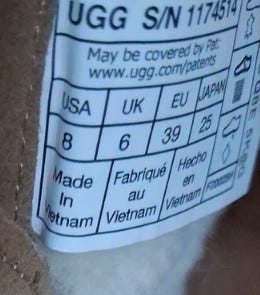 UGG S/N 1174514
May be covered by Pat:
www.ugg.com/patents
USA UK EU JAPAN
8 6 39 25
Made Fabriqué Hecho
In au en
Vietnam Vietnam Vietnam